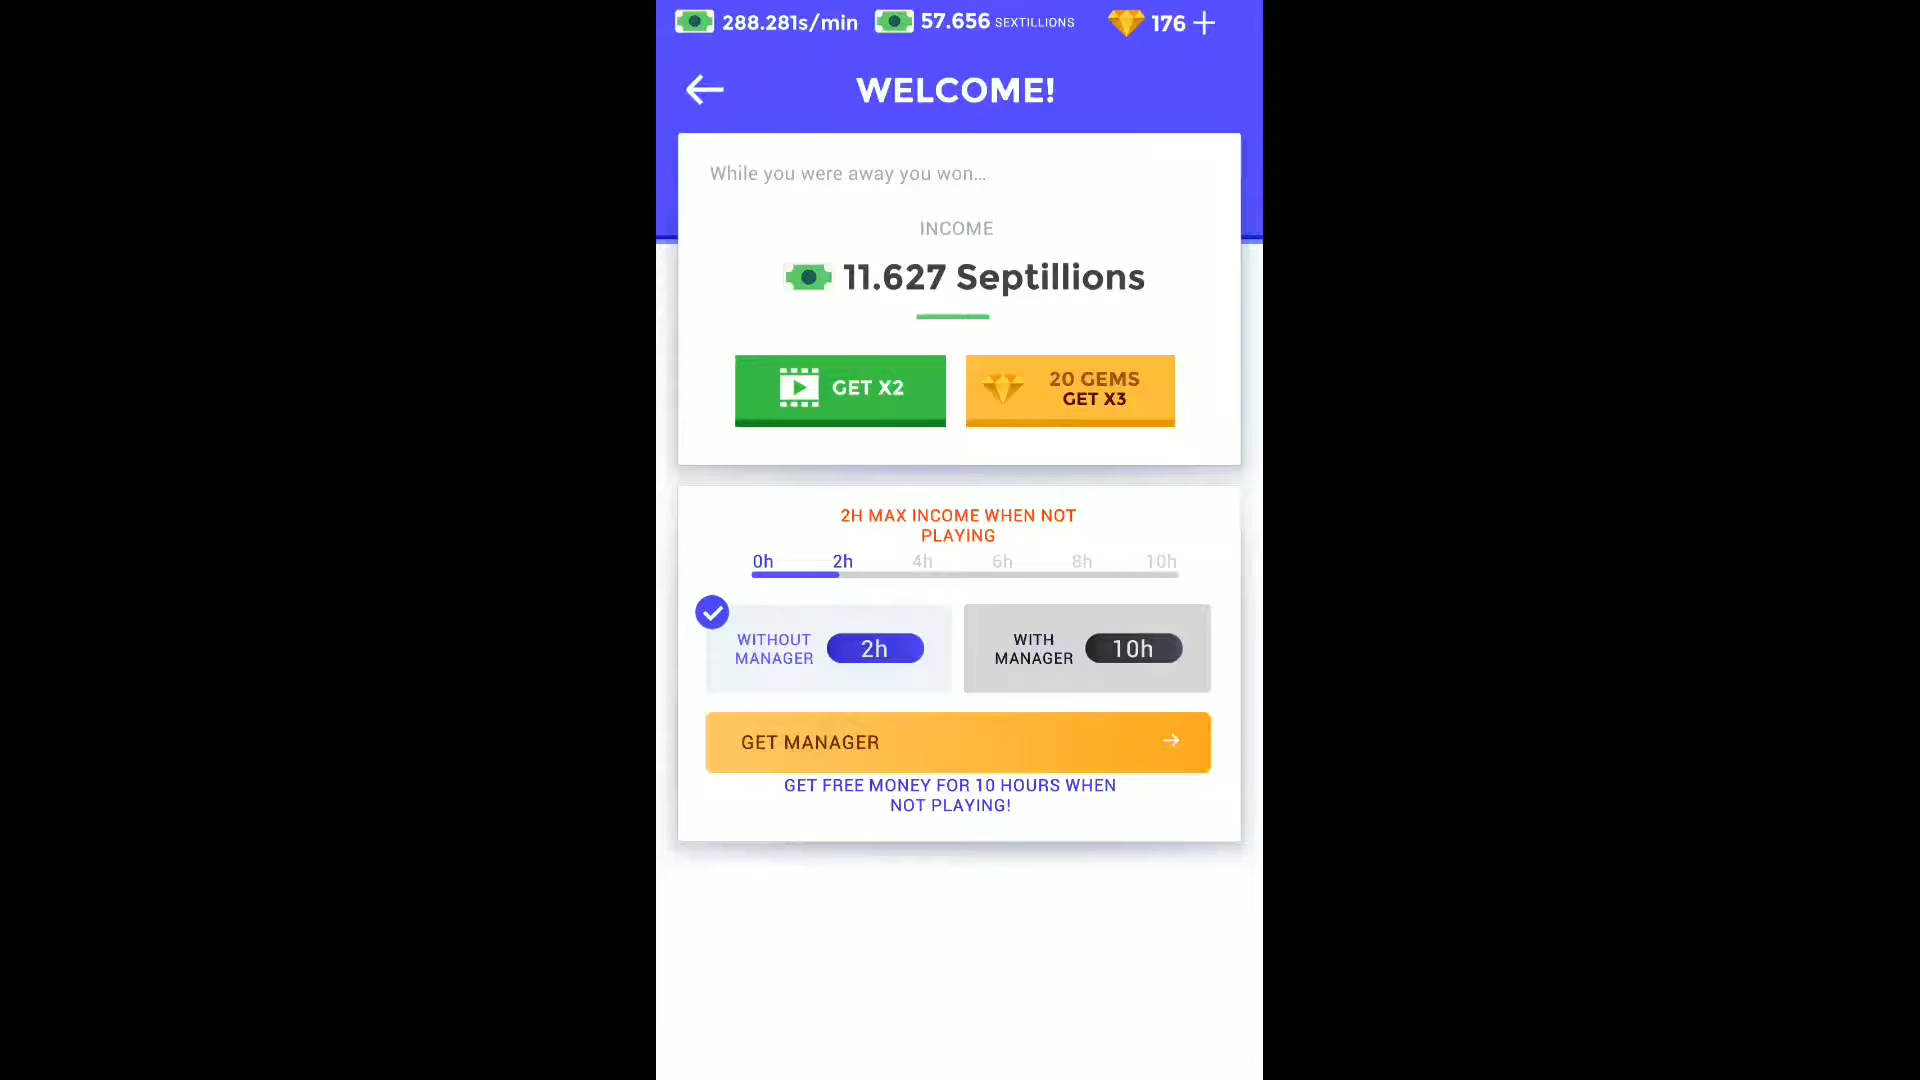 288.281s/min 57.656 SEXTILLIONS 176
WELCOME!
While you were away you won...
INCOME
11.627 Septillions
GET X2
20 GEMS
GET X3
2H MAX INCOME WHEN NOT
PLAYING
0h 2h 4h 6h 8h 10h
WITHOUT
MANAGER
2h
WITH
MANAGER
10h
GET MANAGER
GET FREE MONEY FOR 10 HOURS WHEN
NOT PLAYING!